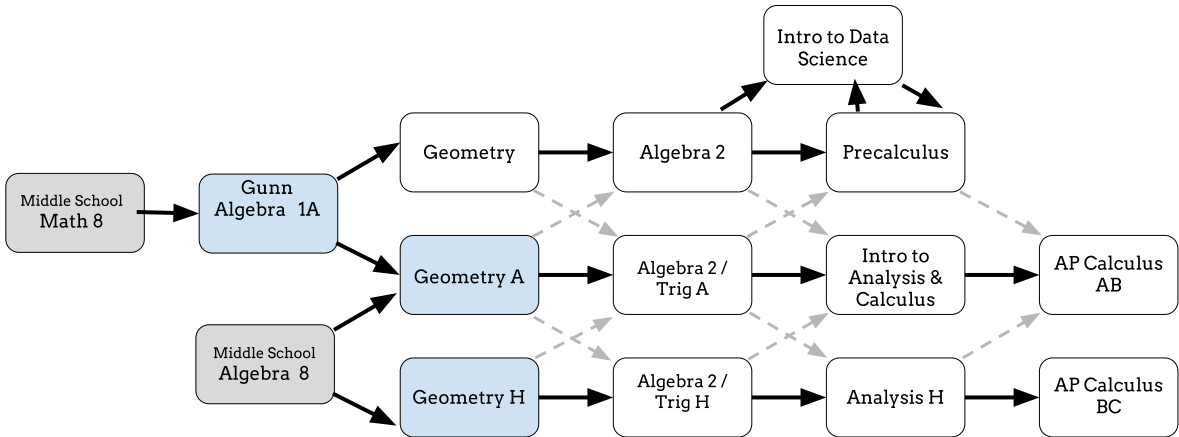 Intro to Data
Science
Geometry
Algebra 2
Precalculus
Middle School
Math 8
Gunn
Algebra 1A
Geometry A
Algebra 2 /
Trig A
Intro to
Analysis &
Calculus
AP Calculus
AB
Middle School
Algebra 8
Geometry H
Algebra 2 /
Trig H
Analysis H
AP Calculus
BC